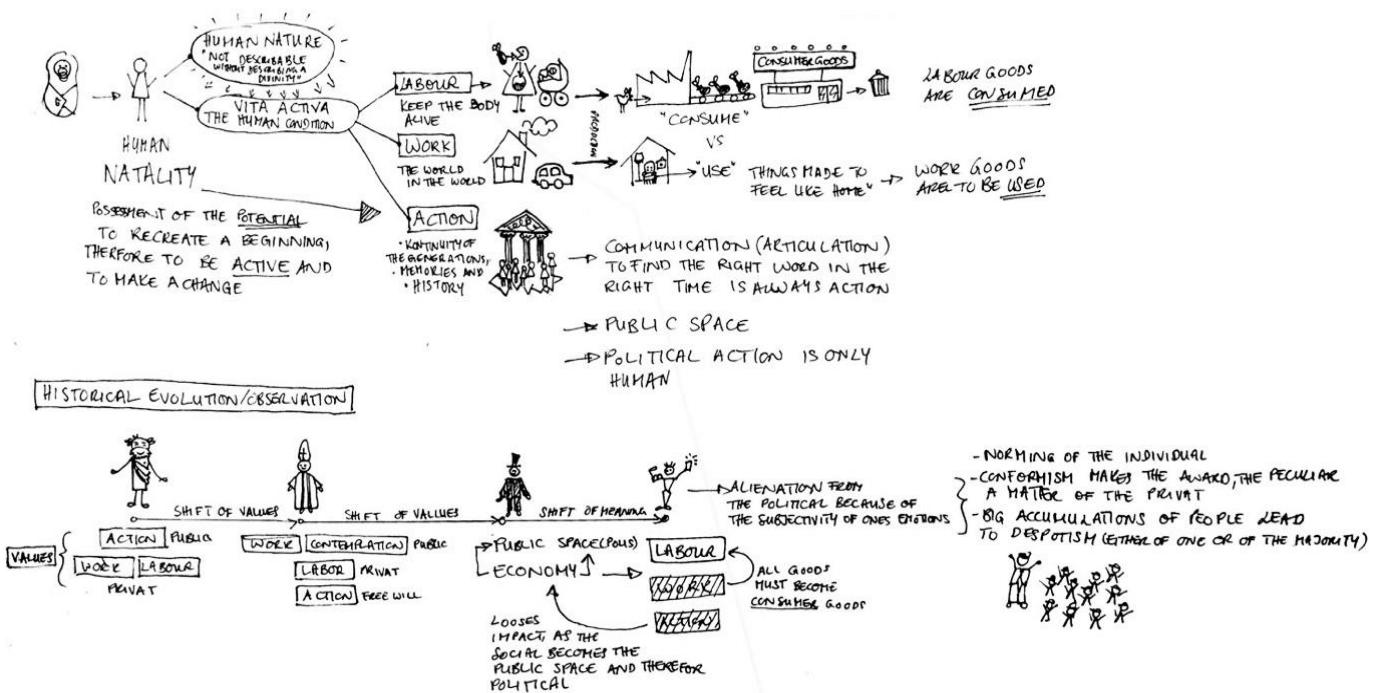 HUMAN NATURE
"NOT DESCRIBABLE
WITHOUT DESCRIBING A
DIVINITY"
VITA ACTIVA
THE HUMAN CONDITION
HUMAN
NATALITY
POSSESSMENT OF THE POTENTIAL
TO RECREATE A BEGINNING,
THERFORE TO BE ACTIVE AND
TO MAKE A CHANGE
LABOUR
KEEP THE BODY
ALIVE
WORK
THE WORLD
IN THE WORLD
ACTION
• KONTINUITY OF
THE GENERATIONS,
• MEMORIES AND
• HISTORY
CONSUMER GOODS
"CONSUME"
VS
"USE" THINGS MADE TO
FEEL LIKE HOME"
LABOUR GOODS
ARE CONSUMED
WORK GOODS
ARE TO BE USED
COMMUNICATION (ARTICULATION)
TO FIND THE RIGHT WORD IN THE
RIGHT TIME IS ALWAYS ACTION
PUBLIC SPACE
POLITICAL ACTION IS ONLY
HUMAN
HISTORICAL EVOLUTION/OBSERVATION
SHIFT OF VALUES
SHIFT OF VALUES
SHIFT OF MEANING
VALUES
ACTION PUBLIC
WORK LABOUR
PRIVAT
WORK CONTEMPLATION PUBLIC
LABOR PRIVAT
ACTION FREE WILL
PUBLIC SPACE (POLIS)
ECONOMY
LOOSES
IMPACT, AS THE
SOCIAL BECOMES THE
PUBLIC SPACE AND THEREFOR
POLITICAL
LABOUR
WORK
ACTION
ALL GOODS
MUST BECOME
CONSUMER GOODS
ALIENATION FROM
THE POLITICAL BECAUSE OF
THE SUBJECTIVITY OF ONES EMOTIONS
- NORMING OF THE INDIVIDUAL
- CONFORMISM MAKES THE AWARD, THE PECULIAR
A MATTER OF THE PRIVAT
- BIG ACCUMULATIONS OF PEOPLE LEAD
TO DESPOTISM (EITHER OF ONE OR OF THE MAJORITY)